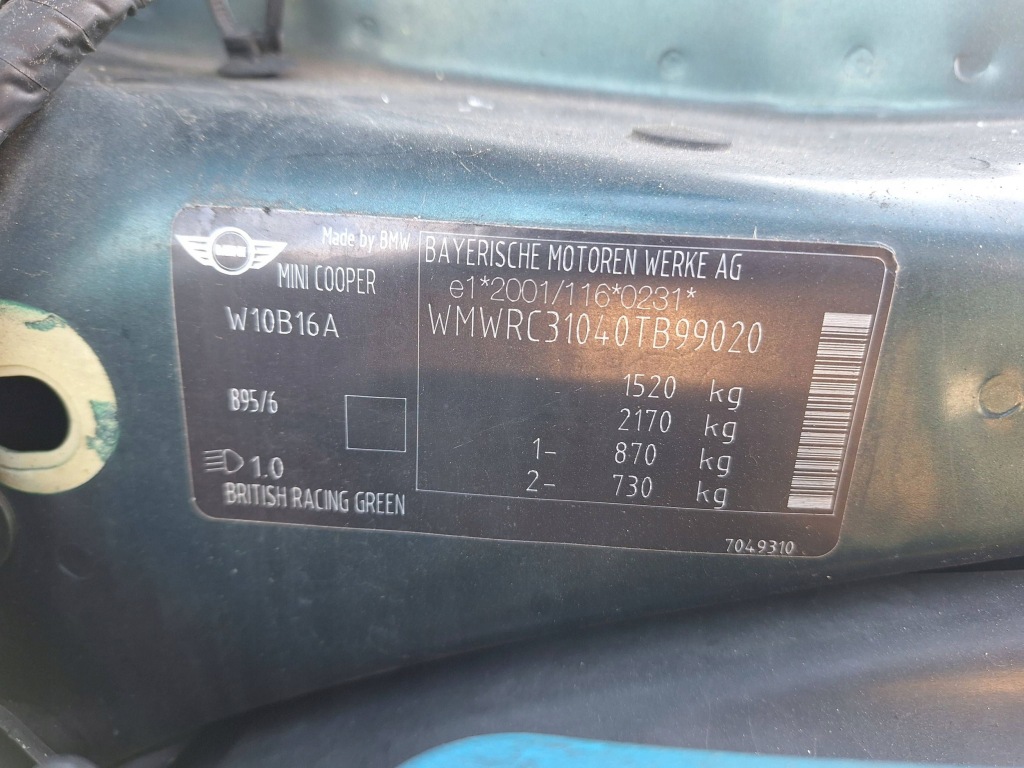 Made by BMW
MINI COOPER
W10B16A
B95/6
1.0
BRITISH RACING GREEN
BAYERISCHE MOTOREN WERKE AG
e1*2001/116*0231*
WMWRC31040TB99020
1520 kg
2170 kg
1- 870 kg
2- 730 kg
7049310